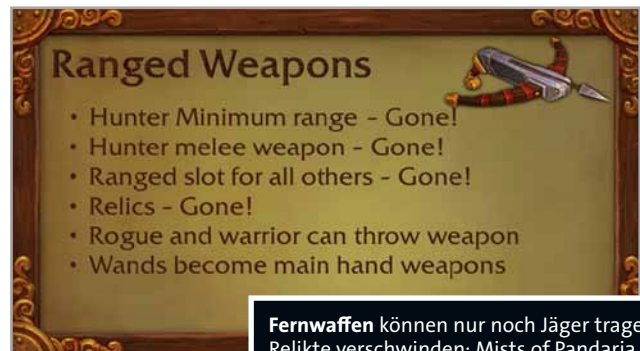 Ranged Weapons
• Hunter Minimum range – Gone!
• Hunter melee weapon – Gone!
• Ranged slot for all others – Gone!
• Relics – Gone!
• Rogue and warrior can throw weapon
• Wands become main hand weapons
Fernwaffen können nur noch Jäger trage
Relikte verschwinden: Mists of Pandaria